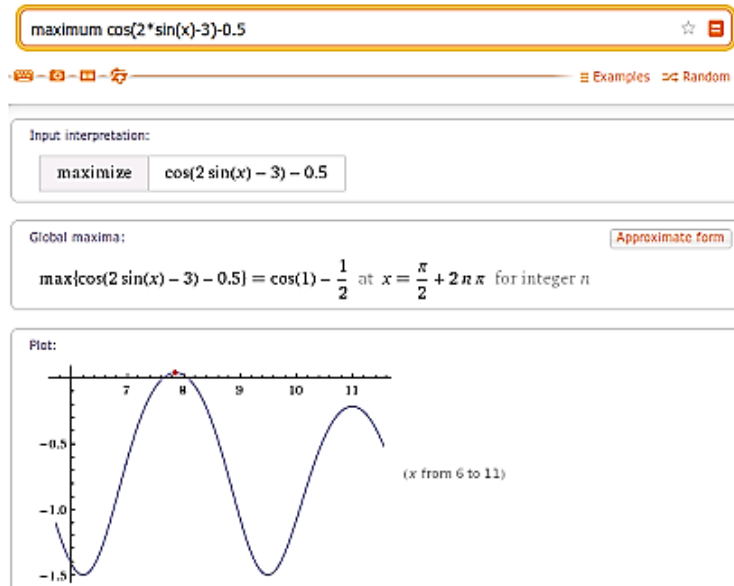 maximum cos(2*sin(x)-3)-0.5
Examples Random
Input interpretation:
maximize cos(2 sin(x) − 3) − 0.5
Global maxima:
Approximate form
max{cos(2 sin(x) − 3) − 0.5} = cos(1) − 1/2 at x = π/2 + 2 n π for integer n
Plot:
7 8 9 10 11
−0.5
(x from 6 to 11)
−1.0
−1.5